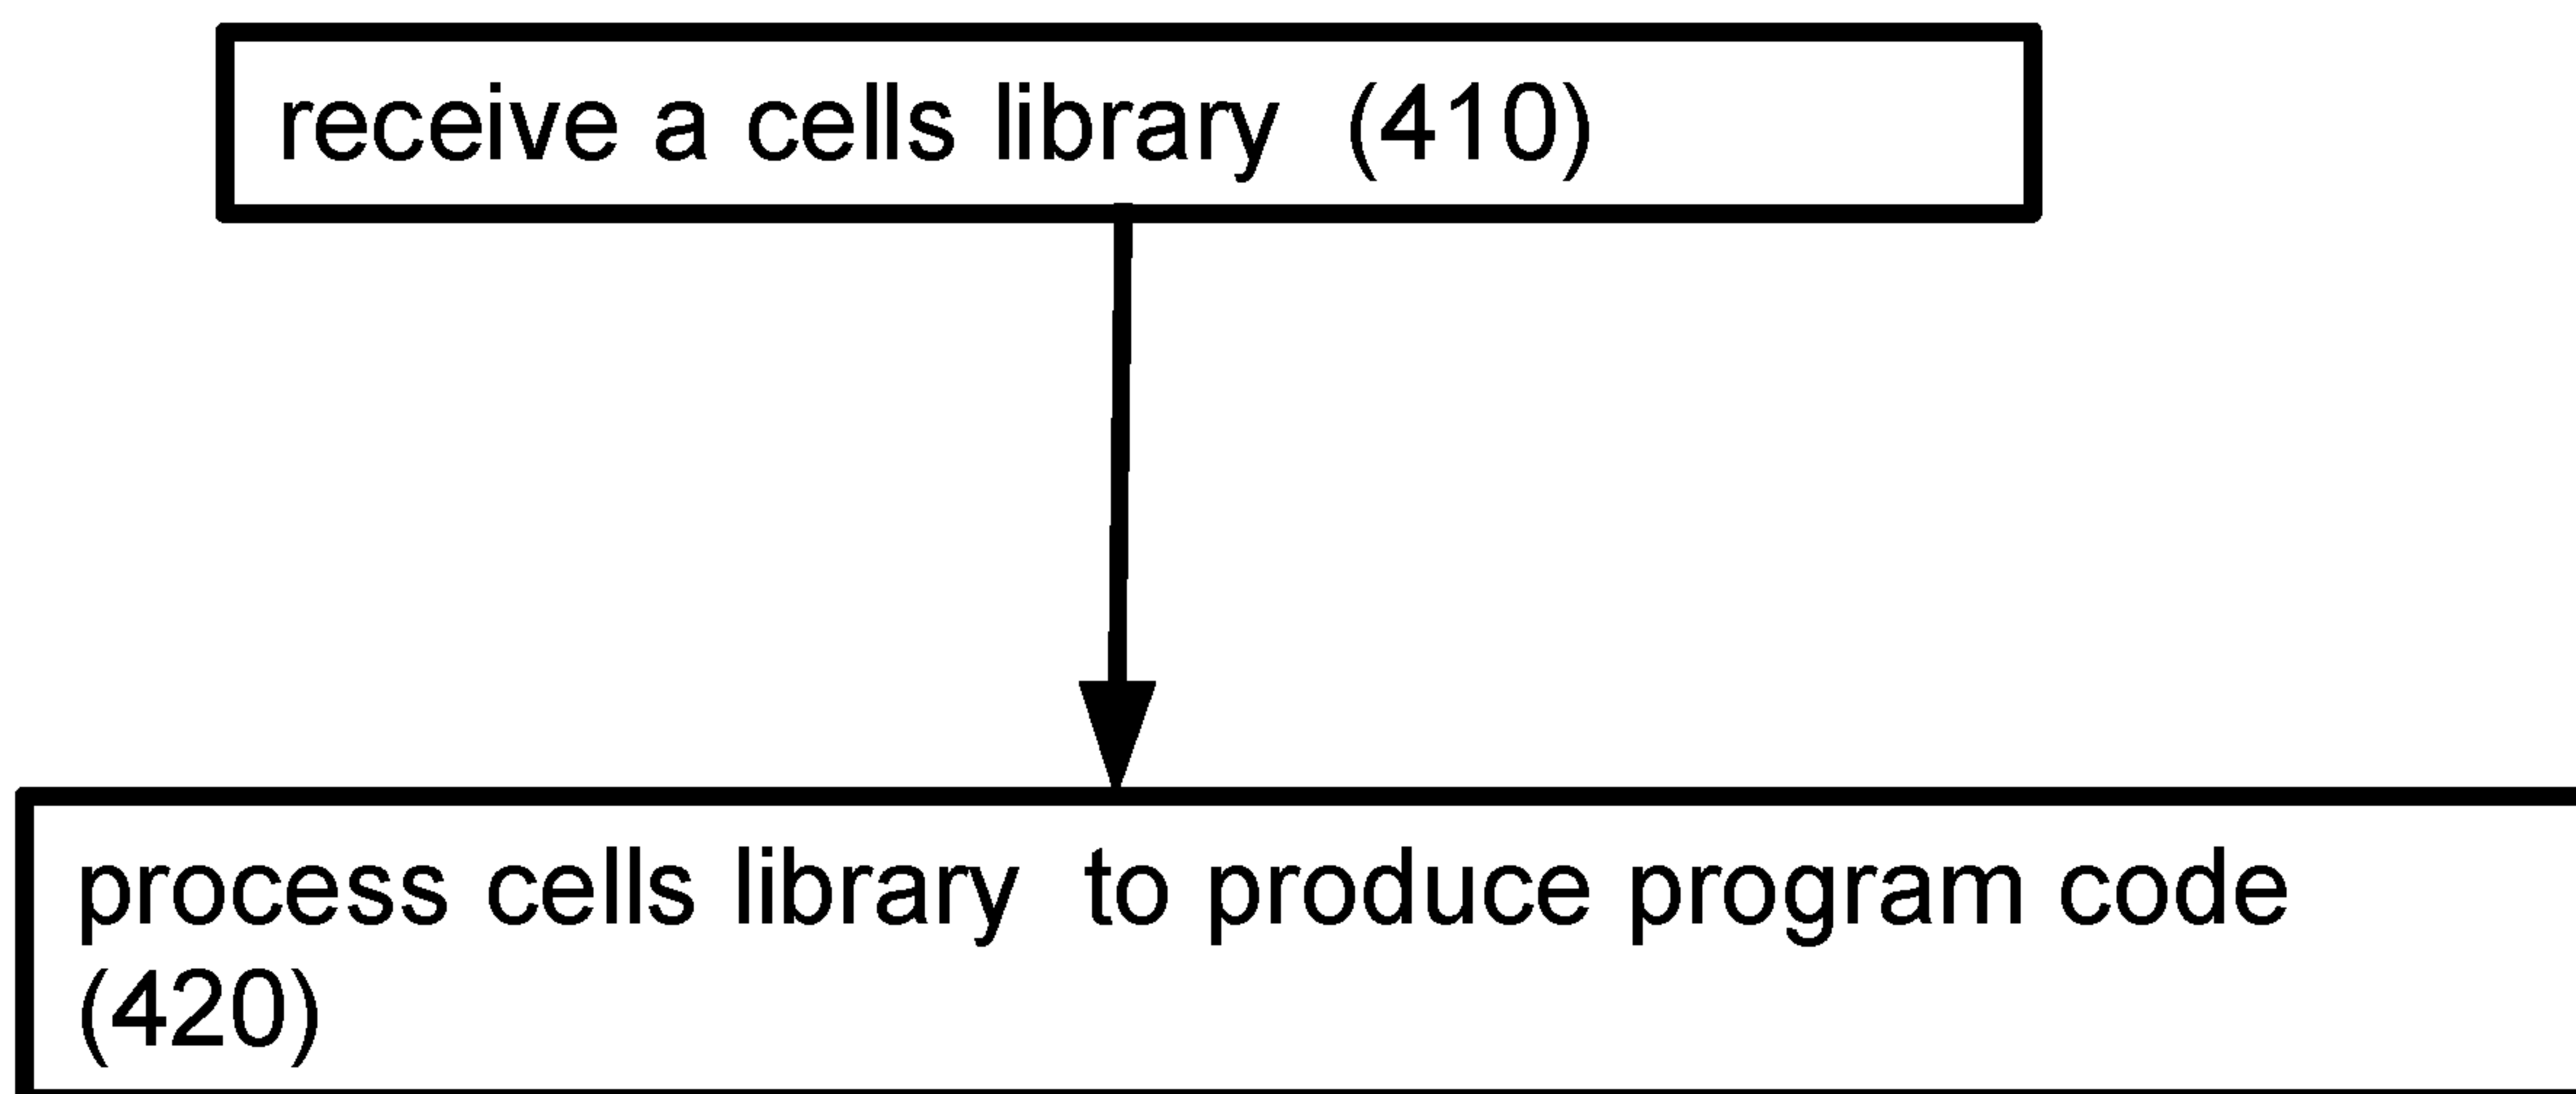 receive a cells library (410)
process cells library to produce program code
(420)